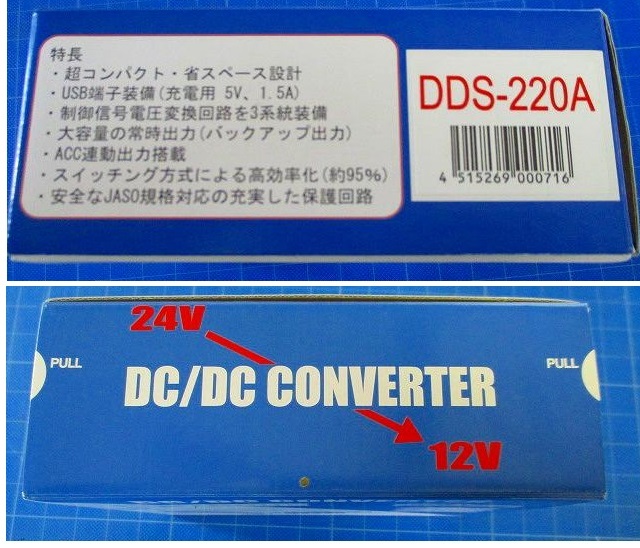 特長
・超コンパクト・省スペース設計
・USB端子装備(充電用 5V、1.5A)
・制御信号電圧変換回路を3系統装備
・大容量の常時出力(バックアップ出力)
・ACC連動出力搭載
・スイッチング方式による高効率化(約95%)
・安全なJASO規格対応の充実した保護回路
DDS-220A
4 515269 000716
24V
PULL
PULL
DC/DC CONVERTER
12V